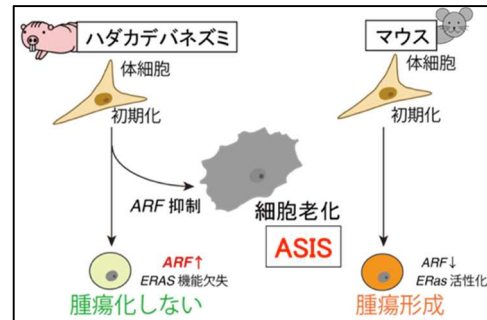 ハダカデバネズミ
マウス
体細胞
初期化
体細胞
初期化
ARF 抑制
細胞老化
ASIS
ARF↑
ERAS 機能欠失
腫瘍化しない
ARF↓
ERas 活性化
腫瘍形成